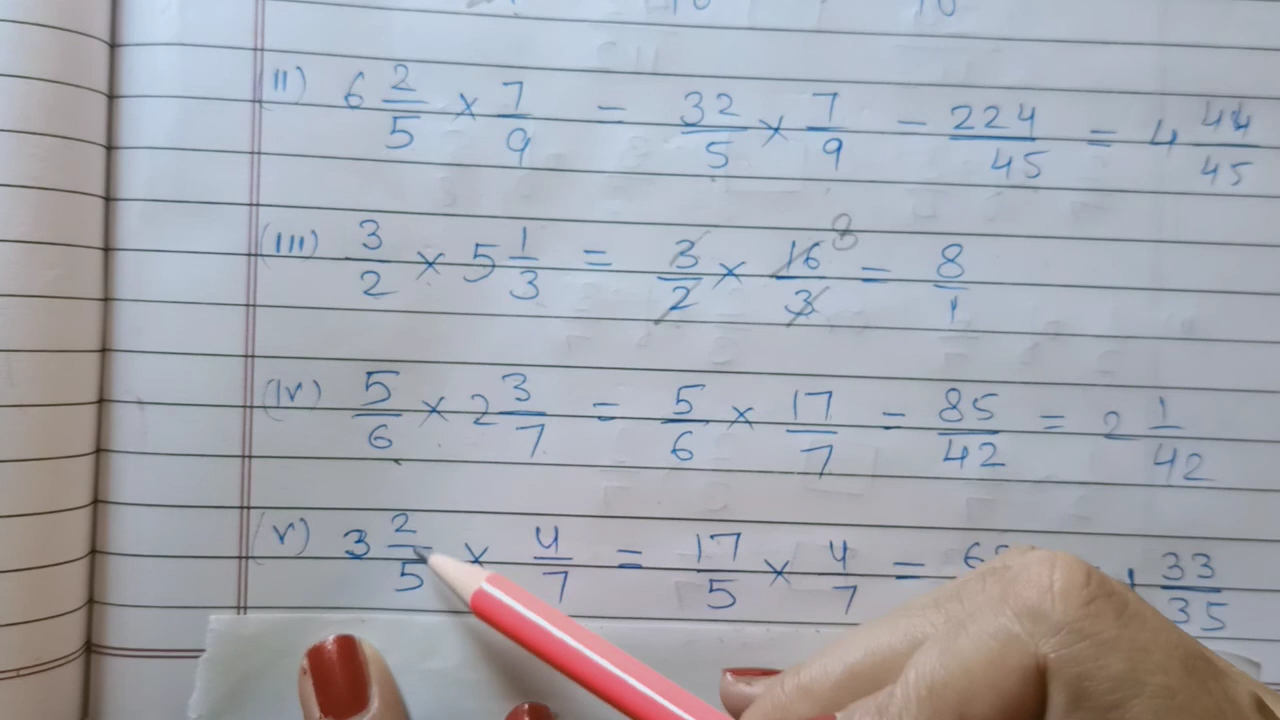 (ii) 6 2/5 × 7/9 = 32/5 × 7/9 = 224/45 = 4 44/45
(iii) 3/2 × 5 1/3 = 3/2 × 16/3 8 = 8/1
(iv) 5/6 × 2 3/7 = 5/6 × 17/7 = 85/42 = 2 1/42
(v) 3 2/5 × 4/7 = 17/5 × 4/7 = 1 33/35